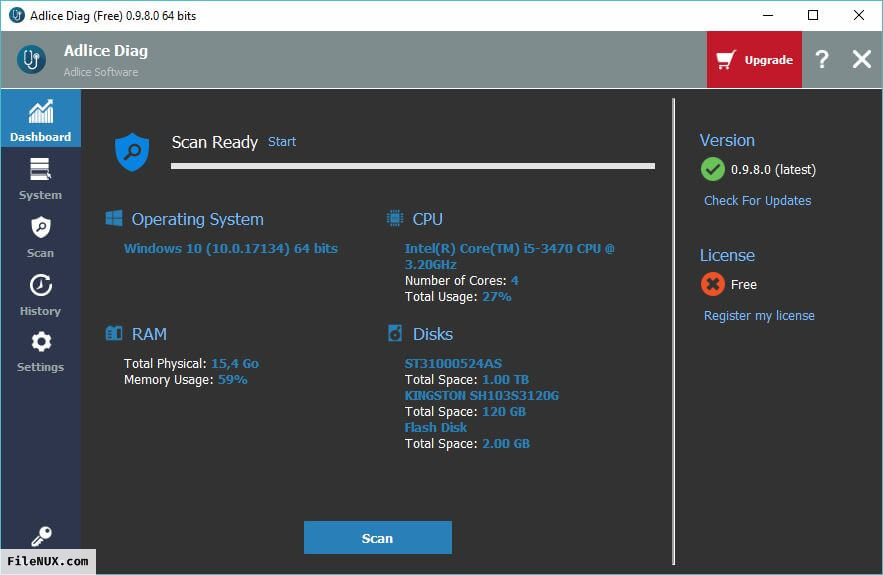 Adlice Diag (Free) 0.9.8.0 64 bits
Adlice Diag
Adlice Software
Upgrade
?
Dashboard
System
Scan
History
Settings
Scan Ready Start
Operating System
Windows 10 (10.0.17134) 64 bits
CPU
Intel(R) Core(TM) i5-3470 CPU @
3.20GHz
Number of Cores: 4
Total Usage: 27%
RAM
Total Physical: 15,4 Go
Memory Usage: 59%
Disks
ST31000524AS
Total Space: 1.00 TB
KINGSTON SH103S3120G
Total Space: 120 GB
Flash Disk
Total Space: 2.00 GB
Scan
Version
0.9.8.0 (latest)
Check For Updates
License
Free
Register my license
FileNUX.com